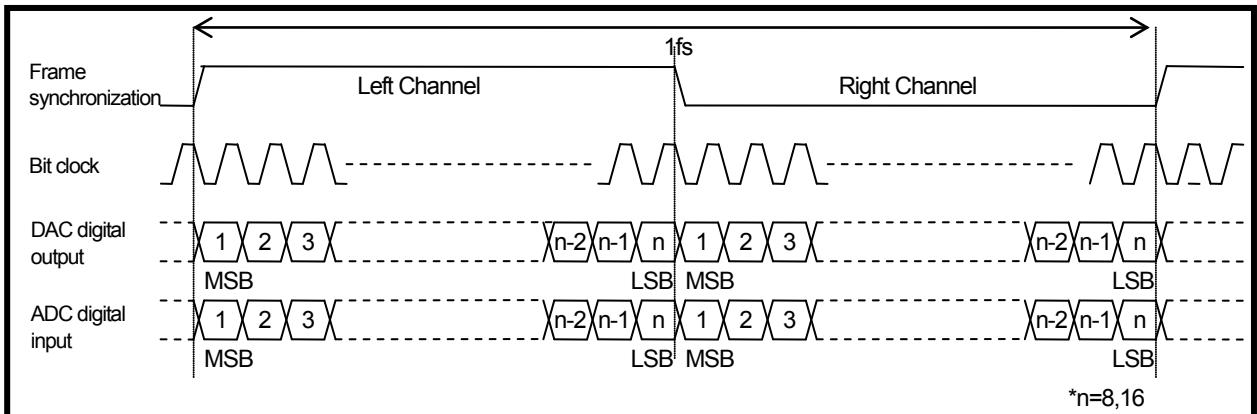 1fs
Frame
synchronization
Left Channel
Right Channel
Bit clock
DAC digital
output
1 2 3 n-2 n-1 n 1 2 3 n-2 n-1 n
MSB LSB MSB LSB
ADC digital
input
1 2 3 n-2 n-1 n 1 2 3 n-2 n-1 n
MSB LSB MSB LSB
*n=8,16